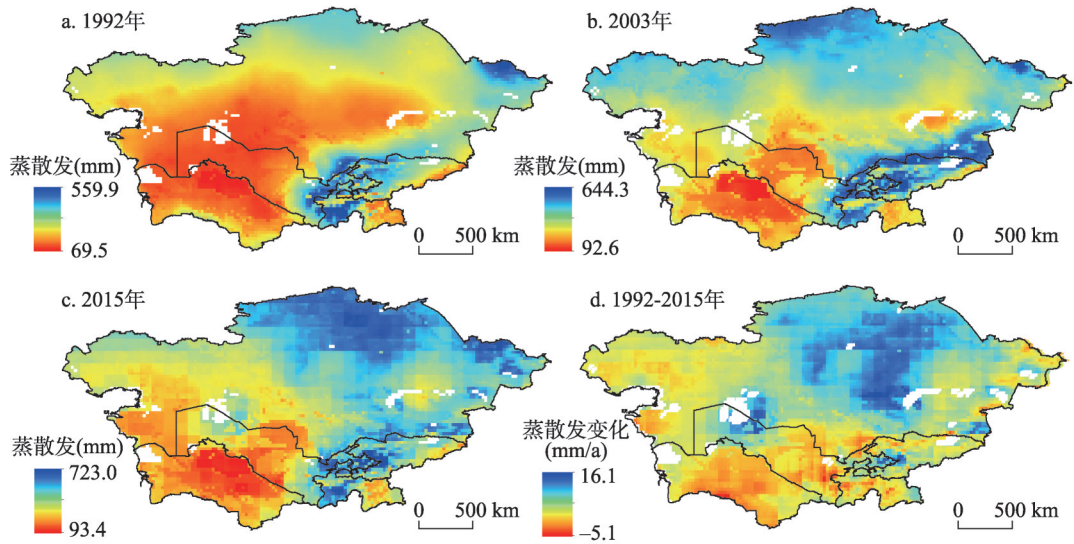 a. 1992年
蒸散发(mm)
559.9
69.5
0 500 km
b. 2003年
蒸散发(mm)
644.3
92.6
0 500 km
c. 2015年
蒸散发(mm)
723.0
93.4
0 500 km
d. 1992-2015年
蒸散发变化
(mm/a)
16.1
−5.1
0 500 km